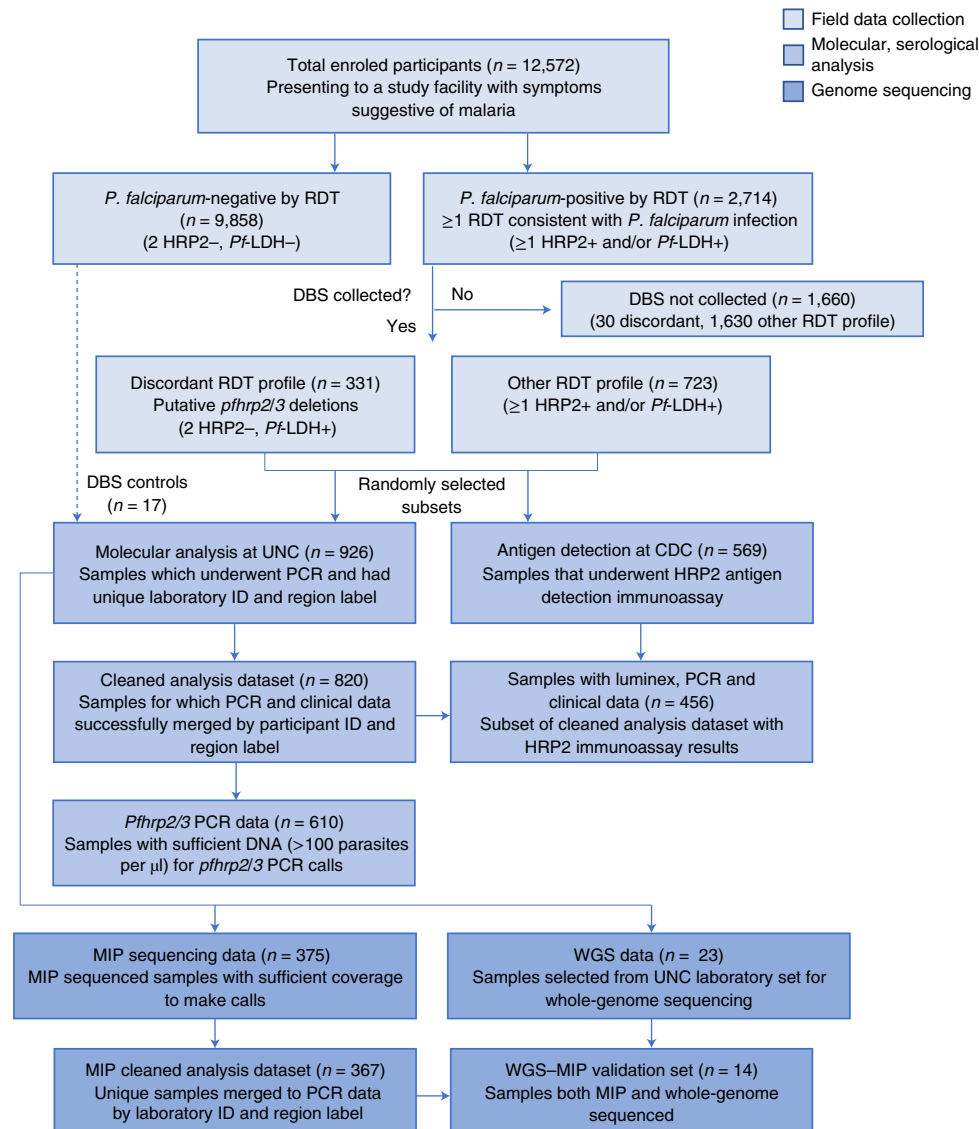 Field data collection
Molecular, serological
analysis
Genome sequencing
Total enroled participants (n = 12,572)
Presenting to a study facility with symptoms
suggestive of malaria
P. falciparum-negative by RDT
(n = 9,858)
(2 HRP2–, Pf-LDH–)
P. falciparum-positive by RDT (n = 2,714)
≥1 RDT consistent with P. falciparum infection
(≥1 HRP2+ and/or Pf-LDH+)
DBS collected?
No
Yes
DBS not collected (n = 1,660)
(30 discordant, 1,630 other RDT profile)
Discordant RDT profile (n = 331)
Putative pfhrp2/3 deletions
(2 HRP2–, Pf-LDH+)
Other RDT profile (n = 723)
(≥1 HRP2+ and/or Pf-LDH+)
DBS controls
(n = 17)
Randomly selected
subsets
Molecular analysis at UNC (n = 926)
Samples which underwent PCR and had
unique laboratory ID and region label
Antigen detection at CDC (n = 569)
Samples that underwent HRP2 antigen
detection immunoassay
Cleaned analysis dataset (n = 820)
Samples for which PCR and clinical data
successfully merged by participant ID and
region label
Samples with luminex, PCR and
clinical data (n = 456)
Subset of cleaned analysis dataset with
HRP2 immunoassay results
Pfhrp2/3 PCR data (n = 610)
Samples with sufficient DNA (>100 parasites
per µl) for pfhrp2/3 PCR calls
MIP sequencing data (n = 375)
MIP sequenced samples with sufficient coverage
to make calls
WGS data (n = 23)
Samples selected from UNC laboratory set for
whole-genome sequencing
MIP cleaned analysis dataset (n = 367)
Unique samples merged to PCR data
by laboratory ID and region label
WGS–MIP validation set (n = 14)
Samples both MIP and whole-genome
sequenced